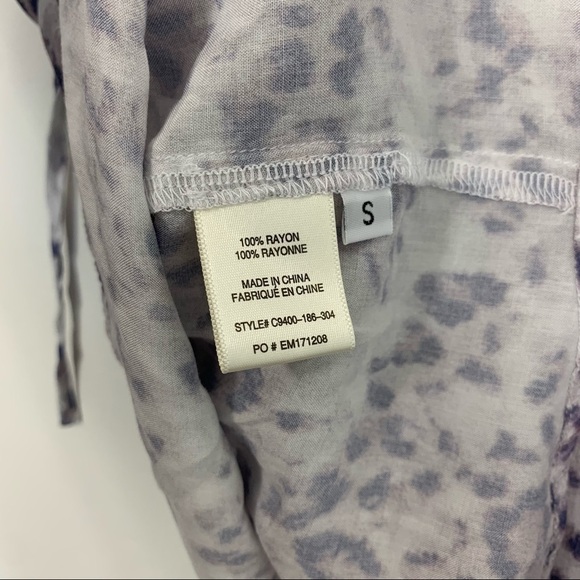 100% RAYON
100% RAYONNE
MADE IN CHINA
FABRIQUÉ EN CHINE
STYLE# C9400-186-304
PO # EM171208
S